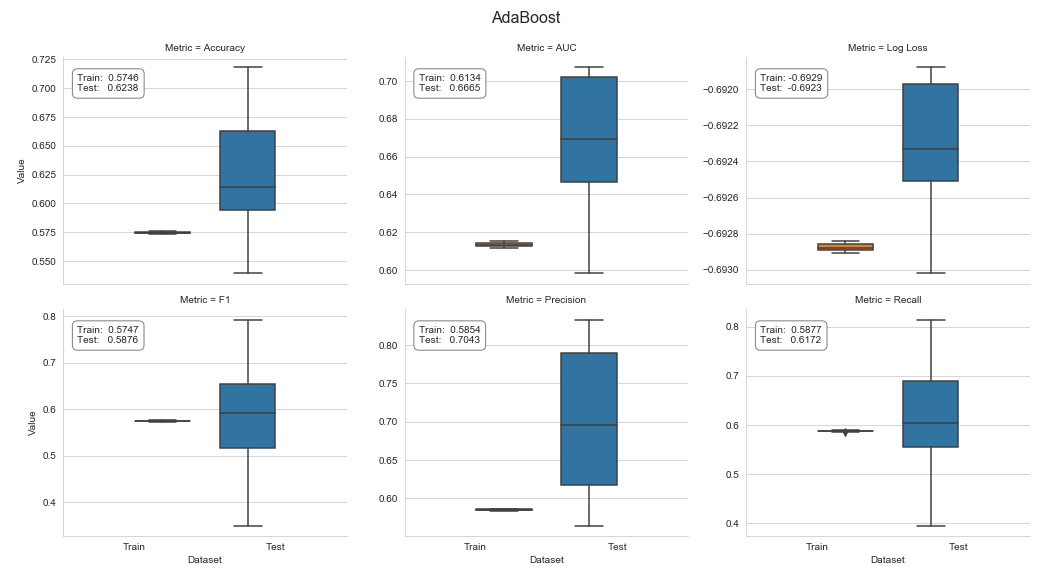 AdaBoost
Metric = Accuracy
0.725
0.700
0.675
0.650
0.625
0.600
0.575
0.550
Value
Train: 0.5746
Test: 0.6238
Metric = AUC
0.70
0.68
0.66
0.64
0.62
0.60
Train: 0.6134
Test: 0.6665
Metric = Log Loss
−0.6920
−0.6922
−0.6924
−0.6926
−0.6928
−0.6930
Train: -0.6929
Test: -0.6923
Metric = F1
0.8
0.7
0.6
0.5
0.4
Value
Train: 0.5747
Test: 0.5876
Train
Test
Dataset
Metric = Precision
0.80
0.75
0.70
0.65
0.60
Train: 0.5854
Test: 0.7043
Train
Test
Dataset
Metric = Recall
0.8
0.7
0.6
0.5
0.4
Train: 0.5877
Test: 0.6172
Train
Test
Dataset